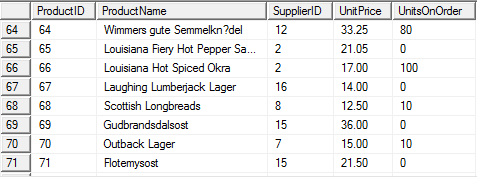 ProductID ProductName SupplierID UnitPrice UnitsOnOrder
64 64 Wimmers gute Semmelkn?del 12 33.25 80
65 65 Louisiana Fiery Hot Pepper Sa... 2 21.05 0
66 66 Louisiana Hot Spiced Okra 2 17.00 100
67 67 Laughing Lumberjack Lager 16 14.00 0
68 68 Scottish Longbreads 8 12.50 10
69 69 Gudbrandsdalsost 15 36.00 0
70 70 Outback Lager 7 15.00 10
71 71 Flotemysost 15 21.50 0